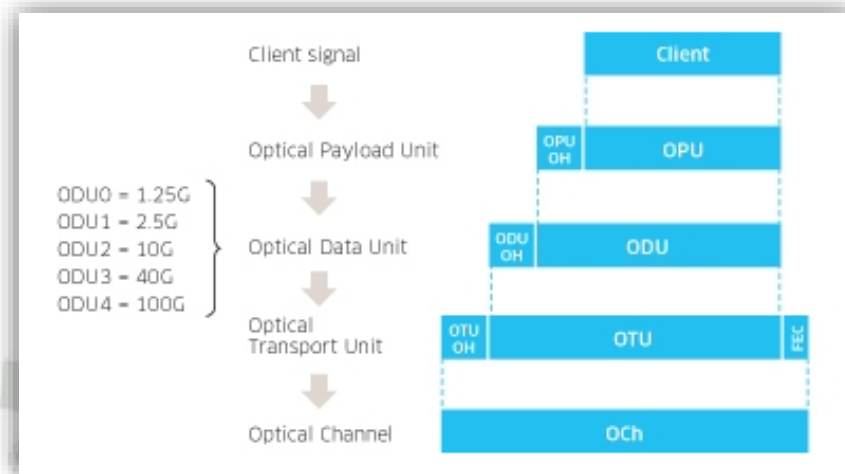 Client signal
Client
Optical Payload Unit
OPU
OH
OPU
ODU0 = 1.25G
ODU1 = 2.5G
ODU2 = 10G
ODU3 = 40G
ODU4 = 100G
Optical Data Unit
ODU
OH
ODU
Optical
Transport Unit
OTU
OH
OTU
FEC
Optical Channel
OCh